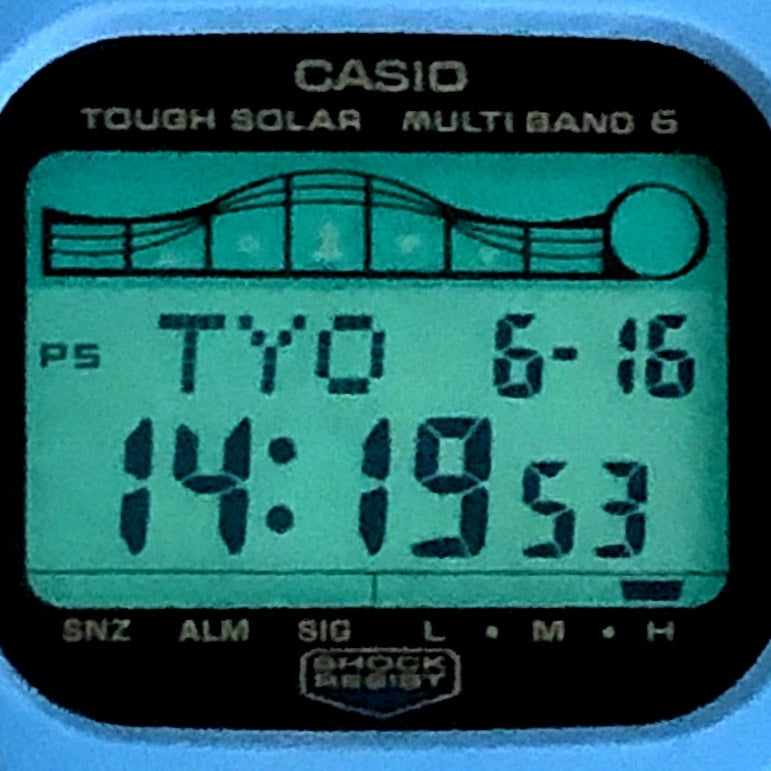 CASIO
TOUGH SOLAR MULTI BAND 6
PS TYO 6-16
14:19 53
SNZ ALM SIG L • M • H
SHOCK
RESIST